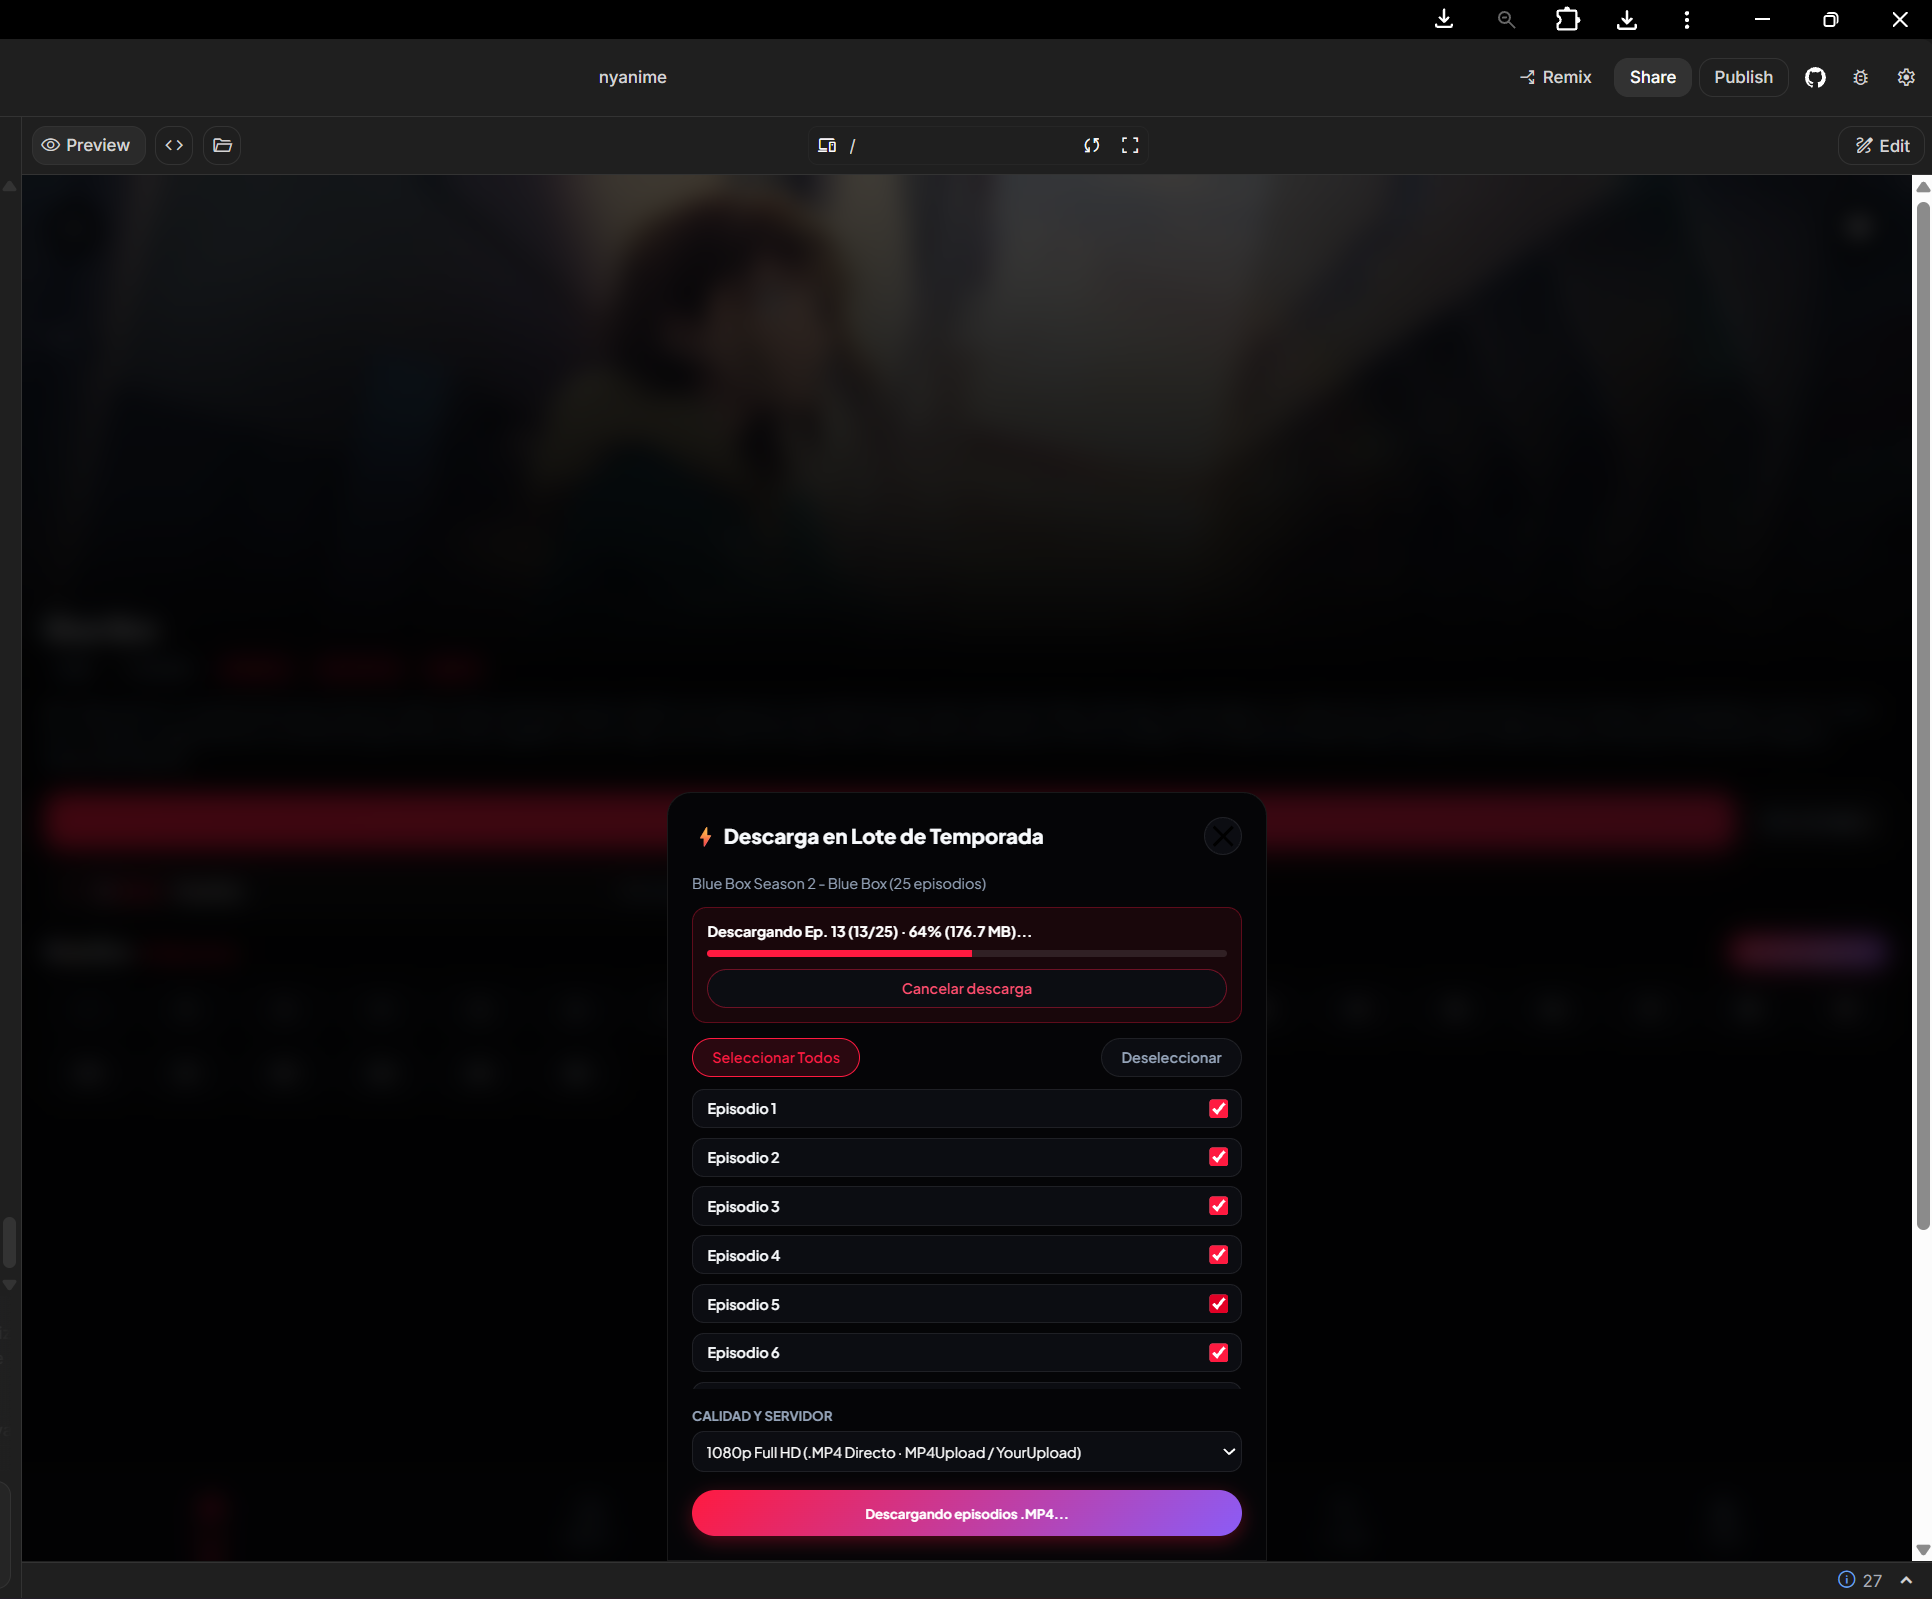 nyanime
Remix
Share
Publish
Preview
/
Edit
Descarga en Lote de Temporada
Blue Box Season 2 - Blue Box (25 episodios)
Descargando Ep. 13 (13/25) · 64% (176.7 MB)...
Cancelar descarga
Seleccionar Todos
Deseleccionar
Episodio 1
Episodio 2
Episodio 3
Episodio 4
Episodio 5
Episodio 6
CALIDAD Y SERVIDOR
1080p Full HD (.MP4 Directo · MP4Upload / YourUpload)
Descargando episodios .MP4...
27